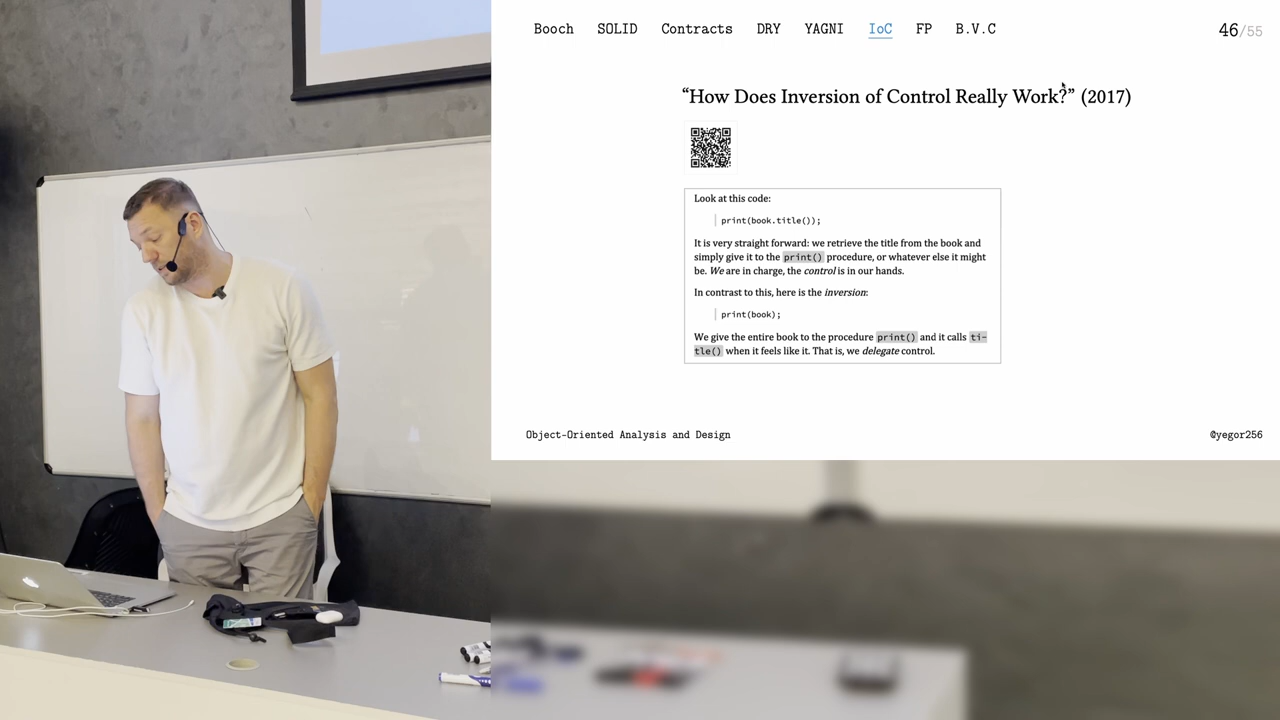 Booch SOLID Contracts DRY YAGNI IoC FP B.V.C 46/55
“How Does Inversion of Control Really Work?” (2017)
Look at this code:
print(book.title());
It is very straight forward: we retrieve the title from the book and
simply give it to the print() procedure, or whatever else it might
be. We are in charge, the control is in our hands.
In contrast to this, here is the inversion:
print(book);
We give the entire book to the procedure print() and it calls ti-
tle() when it feels like it. That is, we delegate control.
Object-Oriented Analysis and Design @yegor256